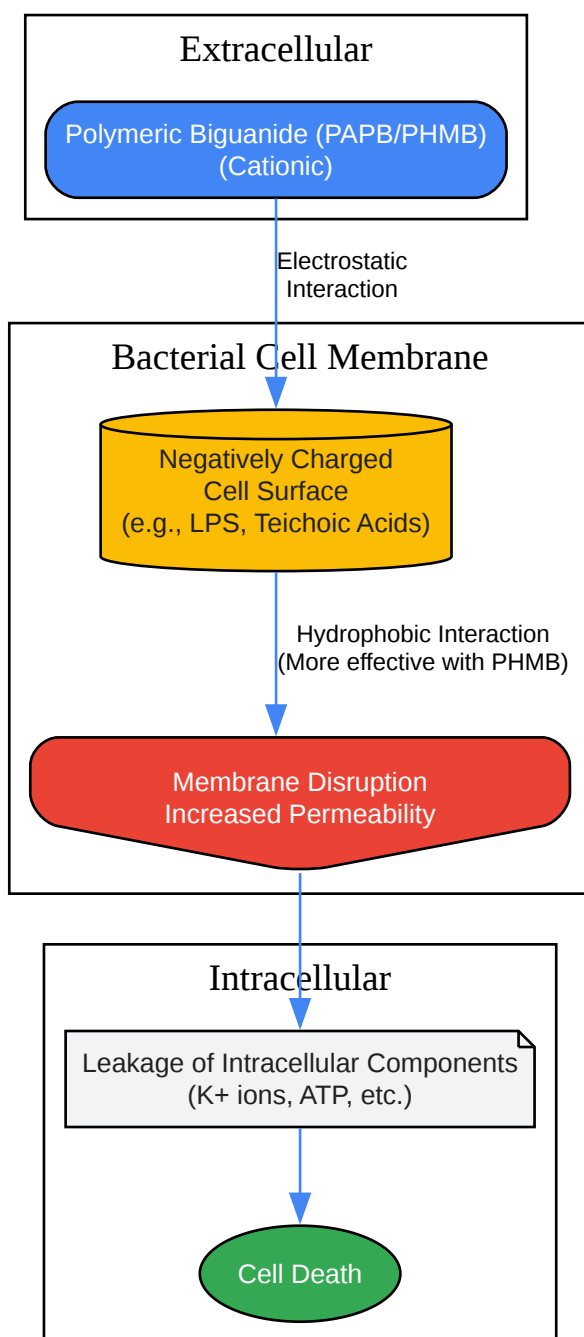 Extracellular
Polymeric Biguanide (PAPB/PHMB)
(Cationic)
Electrostatic
Interaction
Bacterial Cell Membrane
Negatively Charged
Cell Surface
(e.g., LPS, Teichoic Acids)
Hydrophobic Interaction
(More effective with PHMB)
Membrane Disruption
Increased Permeability
Intracellular
Leakage of Intracellular Components
(K+ ions, ATP, etc.)
Cell Death